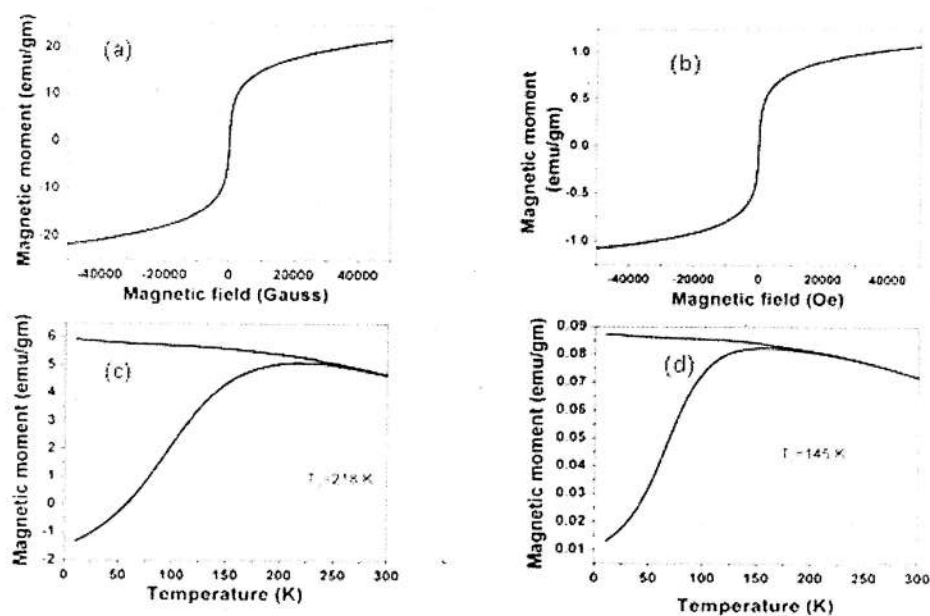 (a)
Magnetic moment (emu/gm)
20
10
0
-10
-20
-40000 -20000 0 20000 40000
Magnetic field (Gauss)
(b)
Magnetic moment
(emu/gm)
1.0
0.5
0.0
-0.5
-1.0
-40000 -20000 0 20000 40000
Magnetic field (Oe)
(c)
Magnetic moment (emu/gm)
6
5
4
3
2
1
0
-1
-2
0 50 100 150 200 250 300
Temperature (K)
=218 K
(d)
Magnetic moment (emu/gm)
0.09
0.08
0.07
0.06
0.05
0.04
0.03
0.02
0.01
0 50 100 150 200 250 300
Temperature (K)
=145 K